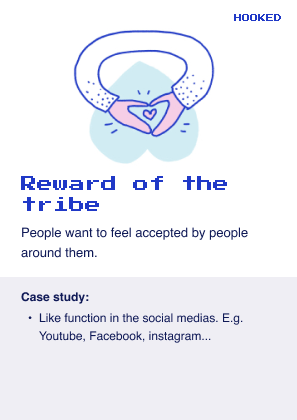 HOOKED
Reward of the
tribe
People want to feel accepted by people
around them.
Case study:
• Like function in the social medias. E.g.
Youtube, Facebook, instagram...